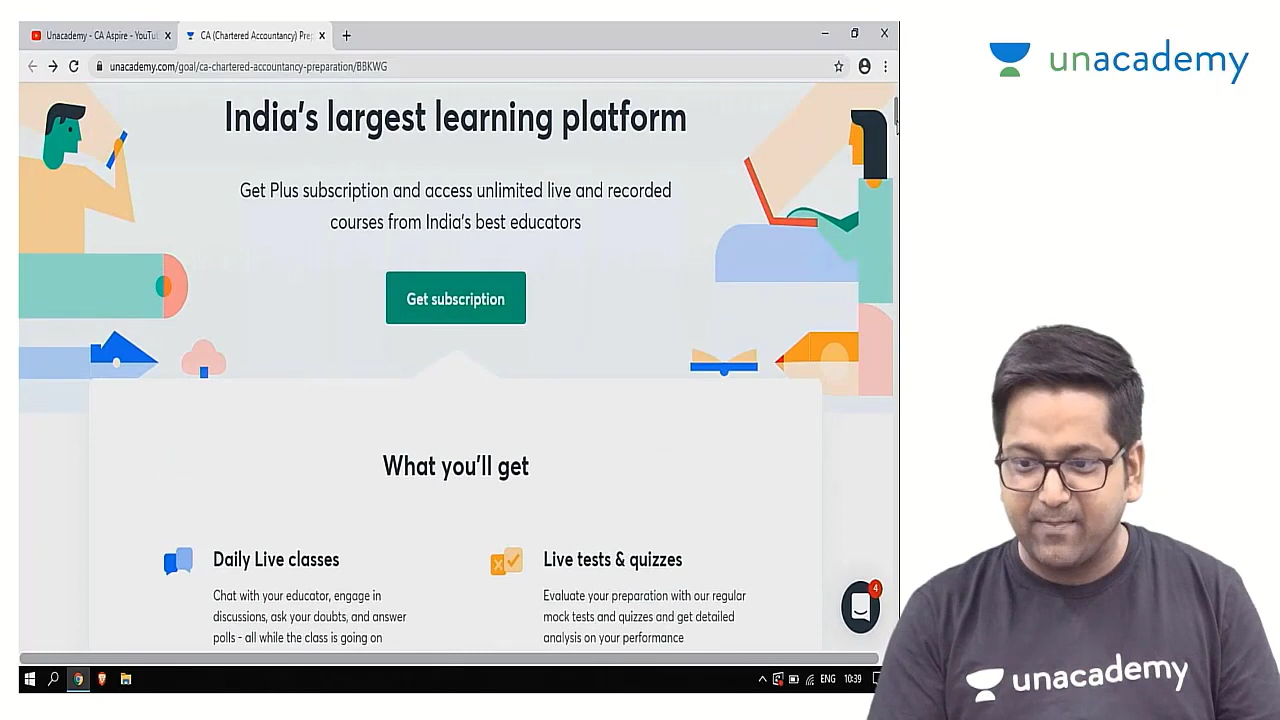 Unacademy - CA Aspire - YouTu
CA (Chartered Accountancy) Pre
unacademy.com/goal/ca-chartered-accountancy-preparation/BBKWG
unacademy
India's largest learning platform
Get Plus subscription and access unlimited live and recorded
courses from India's best educators
Get subscription
What you'll get
Daily Live classes
Chat with your educator, engage in
discussions, ask your doubts, and answer
polls - all while the class is going on
Live tests & quizzes
Evaluate your preparation with our regular
mock tests and quizzes and get detailed
analysis on your performance
4
ENG
10:39
unacademy